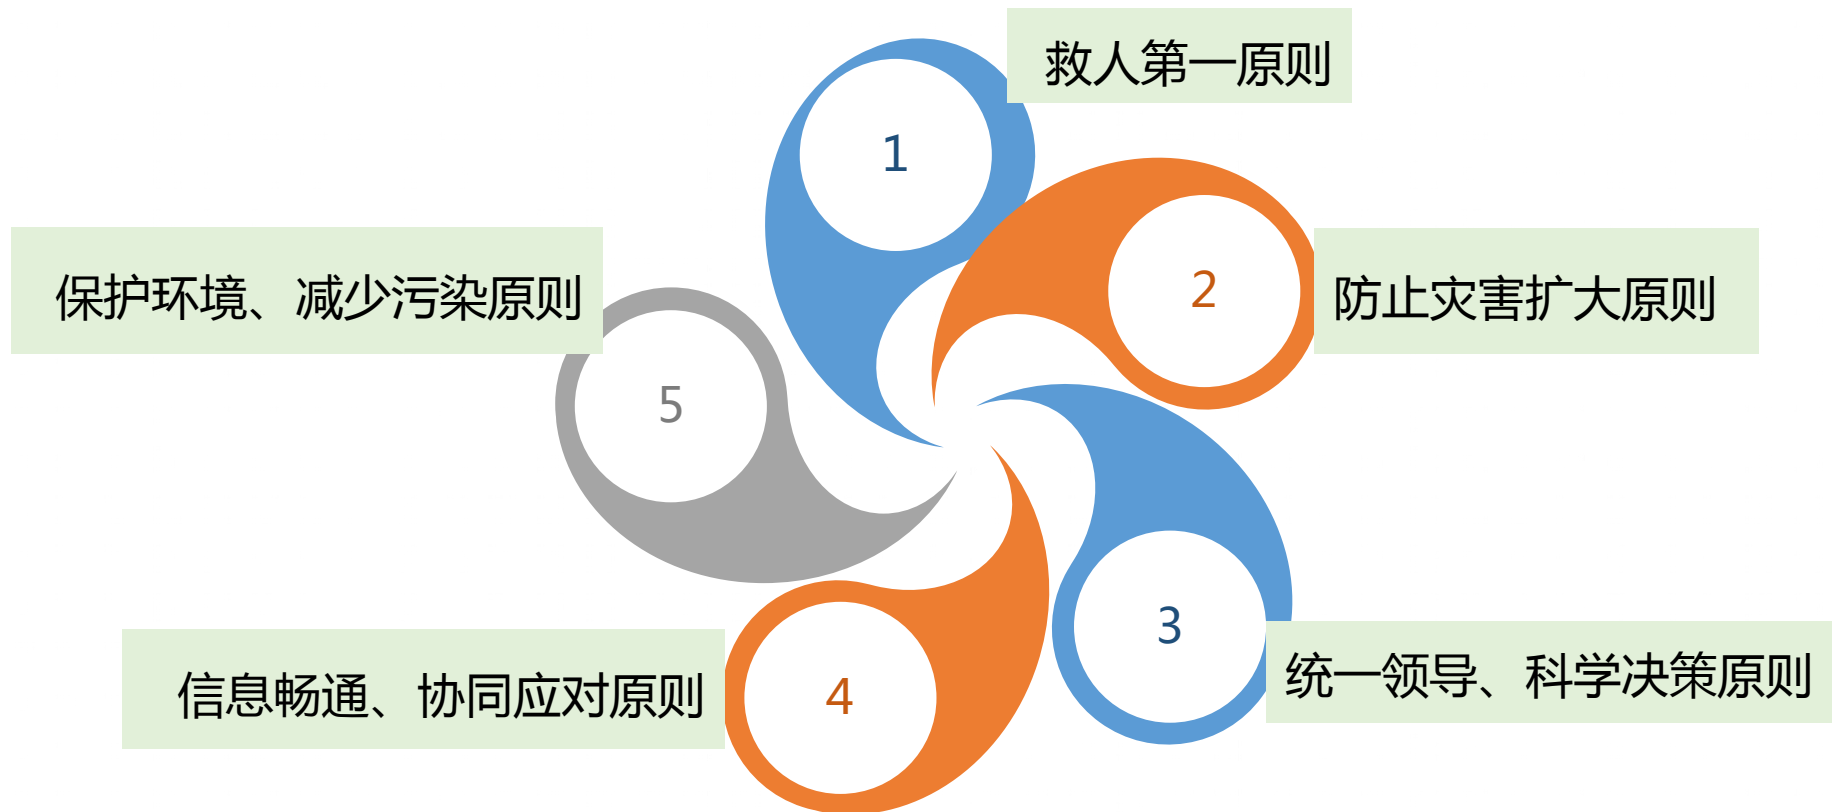 1
救人第一原则
2
防止灾害扩大原则
3
统一领导、科学决策原则
4
信息畅通、协同应对原则
5
保护环境、减少污染原则